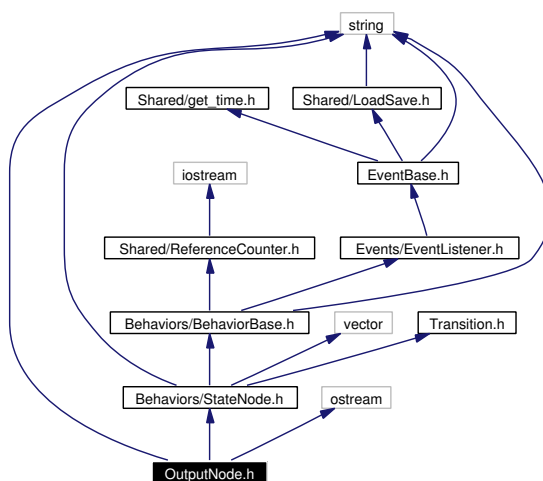 string
Shared/get_time.h
Shared/LoadSave.h
EventBase.h
iostream
Shared/ReferenceCounter.h
Events/EventListener.h
Behaviors/BehaviorBase.h
vector
Transition.h
Behaviors/StateNode.h
ostream
OutputNode.h